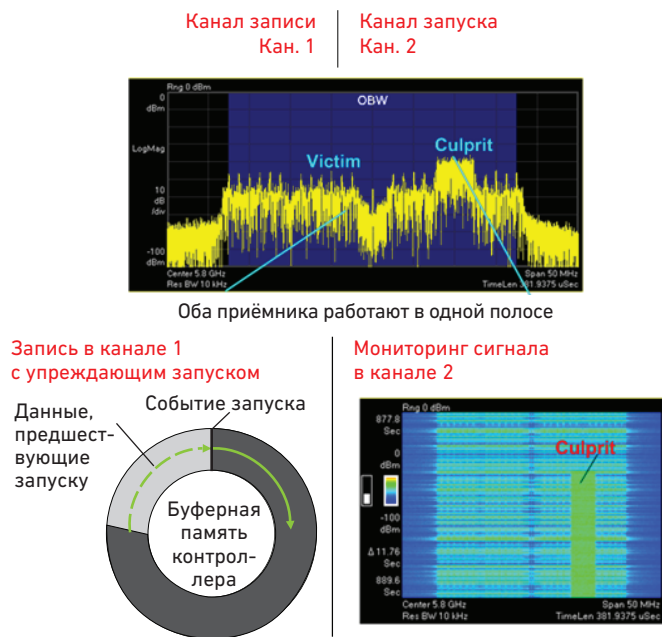 Канал записи
Кан. 1
Канал запуска
Кан. 2
Rng 0 dBm
0
dBm
OBW
LogMag
Victim
Culprit
10
dB
/div
-100
dBm
Center 5.8 GHz
Span 50 MHz
Res BW 10 kHz
TimeLen 381.9375 uSec
Оба приёмника работают в одной полосе
Запись в канале 1
с упреждающим запуском
Данные,
предшест-
вующие
запуску
Событие запуска
Буферная
память
контрол-
лера
Мониторинг сигнала
в канале 2
Rng 0 dBm
877.8
Sec
0
dBm
Culprit
-100
dBm
Δ 11.76
Sec
889.6
Sec
Center 5.8 GHz
Span 50 MHz
Res BW 10 kHz
TimeLen 381.9375 uSec